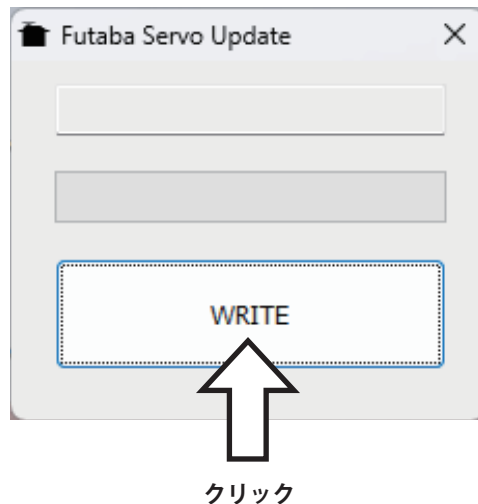 Futaba Servo Update
WRITE
クリック